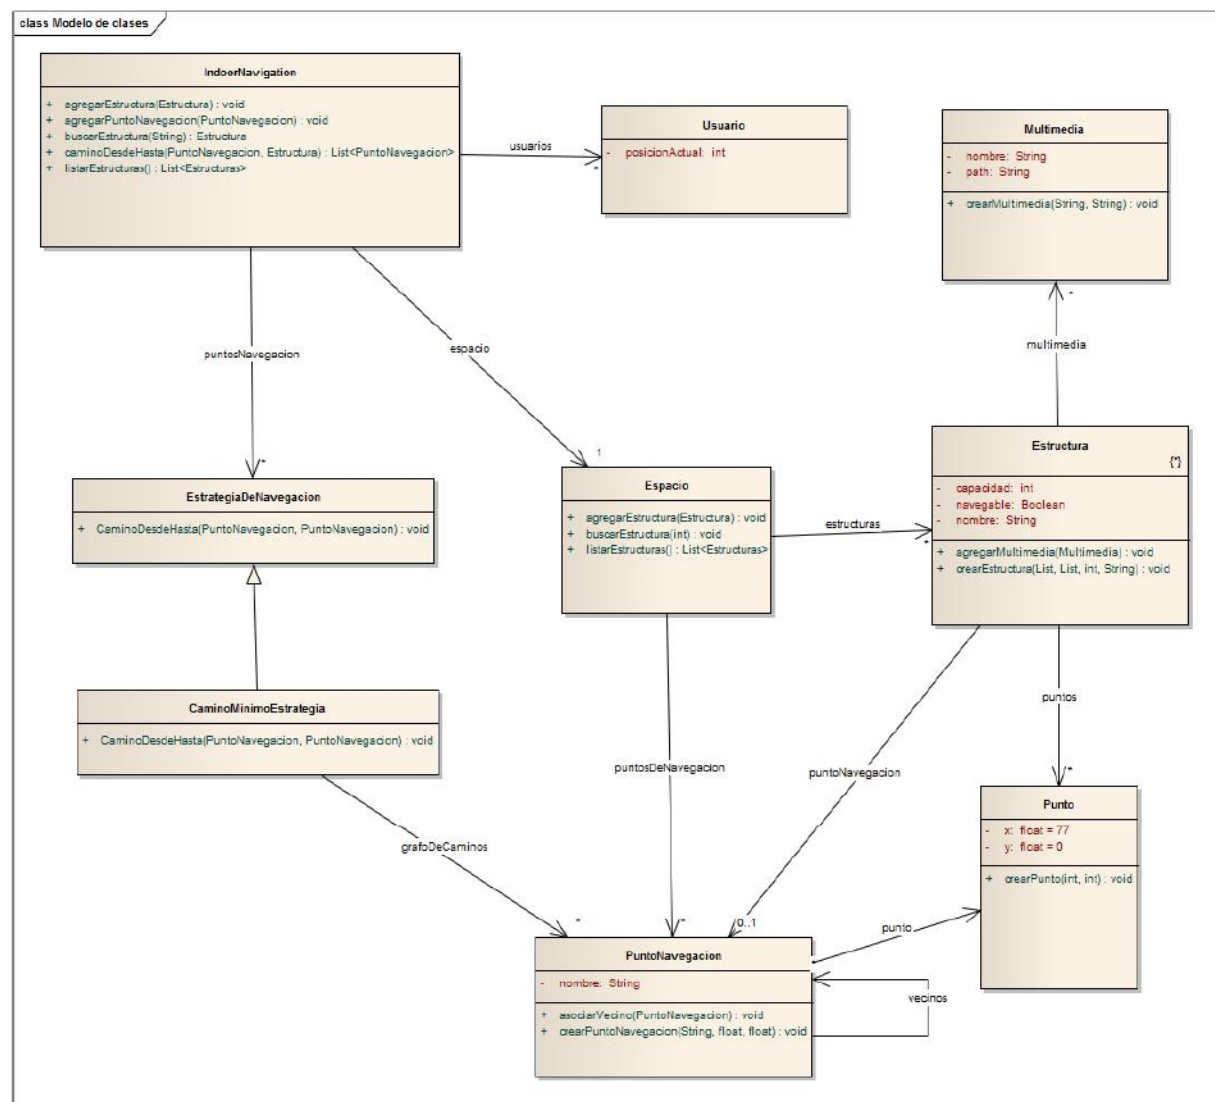 class Modelo de clases
IndoorNavigation
+ agregarEstructura(Estructura) : void
+ agregarPuntoNavegacion(PuntoNavegacion) : void
+ buscarEstructura(String) : Estructura
+ caminoDesdeHasta(PuntoNavegacion, Estructura) : List<PuntoNavegacion>
+ listarEstructuras() : List<Estructuras>
usuarios
*
Usuario
- posicionActual: int
Multimedia
- nombre: String
- path: String
+ crearMultimedia(String, String) : void
*
multimedia
puntosNavegacion
*
espacio
1
EstrategiaDeNavegacion
+ CaminoDesdeHasta(PuntoNavegacion, PuntoNavegacion) : void
Espacio
+ agregarEstructura(Estructura) : void
+ buscarEstructura(int) : void
+ listarEstructuras() : List<Estructuras>
estructuras
*
Estructura
{*}
- capacidad: int
- navegable: Boolean
- nombre: String
+ agregarMultimedia(Multimedia) : void
+ crearEstructura(List, List, int, String) : void
CaminoMinimoEstrategia
+ CaminoDesdeHasta(PuntoNavegacion, PuntoNavegacion) : void
puntos
*
puntosDeNavegacion
*
puntoNavegacion
0..1
grafoDeCaminos
*
Punto
- x: float = 77
- y: float = 0
+ crearPunto(int, int) : void
punto
PuntoNavegacion
- nombre: String
+ asociarVecino(PuntoNavegacion) : void
+ crearPuntoNavegacion(String, float, float) : void
vecinos